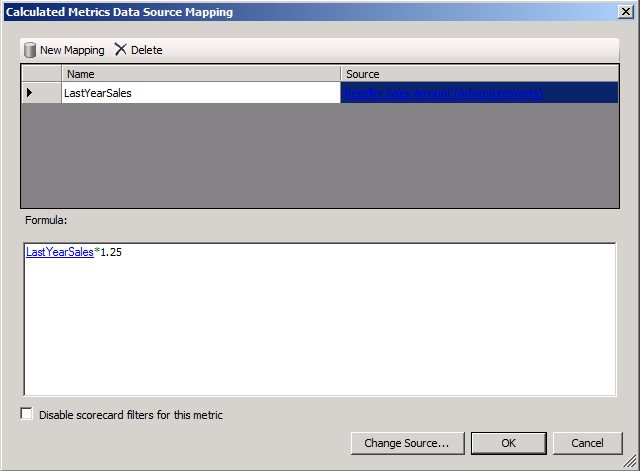 Calculated Metrics Data Source Mapping
New Mapping Delete
Name Source
LastYearSales Reseller Sales Amount (AdventureWorks)
Formula:
LastYearSales*1.25
Disable scorecard filters for this metric
Change Source... OK Cancel